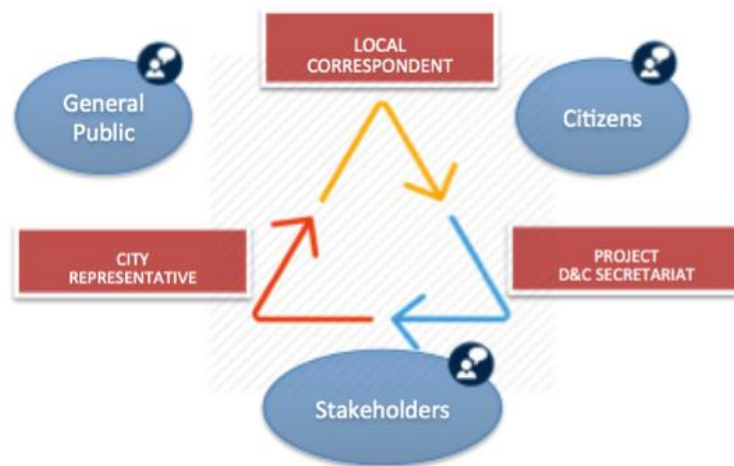 LOCAL
CORRESPONDENT
General
Public
Citizens
CITY
REPRESENTATIVE
PROJECT
D&C SECRETARIAT
Stakeholders